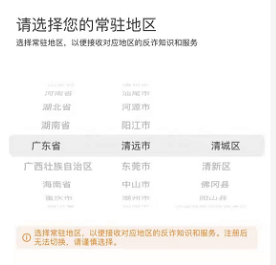 请选择您的常驻地区
选择常驻地区，以便接收对应地区的反诈知识和服务
河南省 汕尾市
湖北省 河源市
湖南省 阳江市
广东省 清远市 清城区
广西壮族自治区 东莞市 清新区
海南省 中山市 佛冈县
重庆市 潮州市 阳山县
选择常驻地区，以便接收对应地区的反诈知识和服务。注册后
无法切换，请谨慎选择。